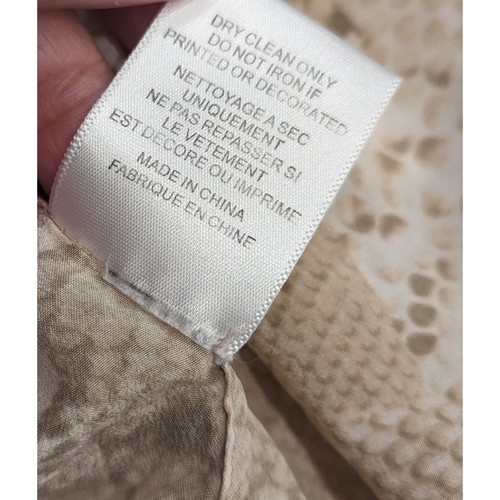 DRY CLEAN ONLY
DO NOT IRON IF
PRINTED OR DECORATED
NETTOYAGE A SEC
UNIQUEMENT
NE PAS REPASSER SI
LE VETEMENT
EST DECORE OU IMPRIME
MADE IN CHINA
FABRIQUE EN CHINE